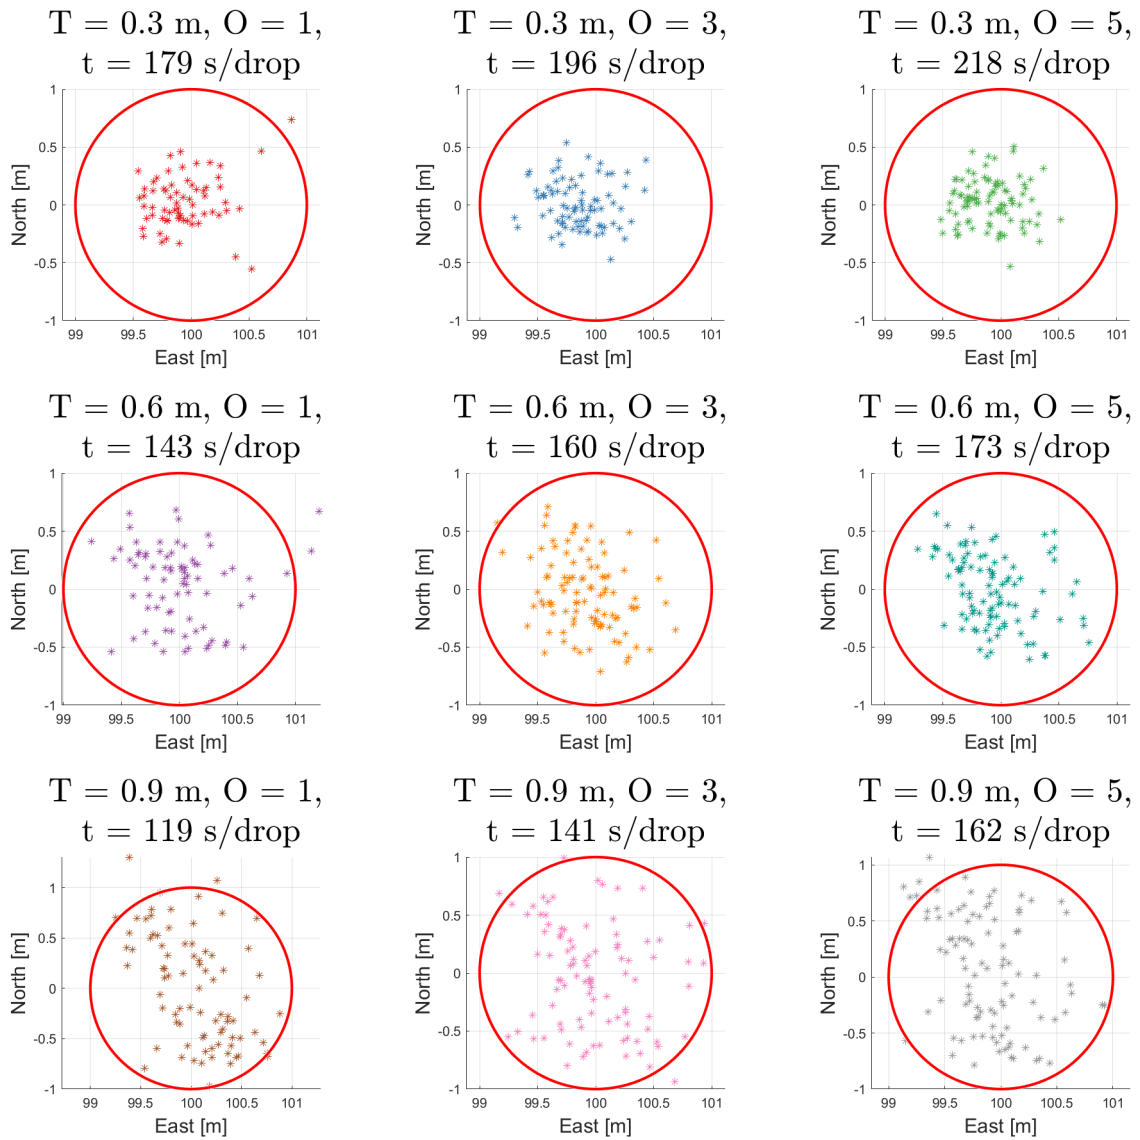 T = 0.3 m, O = 1,
t = 179 s/drop
1
0.5
0
-0.5
-1
North [m]
99
99.5
100
100.5
101
East [m]
T = 0.3 m, O = 3,
t = 196 s/drop
1
0.5
0
-0.5
-1
North [m]
99
99.5
100
100.5
101
East [m]
T = 0.3 m, O = 5,
t = 218 s/drop
1
0.5
0
-0.5
-1
North [m]
99
99.5
100
100.5
101
East [m]
T = 0.6 m, O = 1,
t = 143 s/drop
1
0.5
0
-0.5
-1
North [m]
99
99.5
100
100.5
101
East [m]
T = 0.6 m, O = 3,
t = 160 s/drop
1
0.5
0
-0.5
-1
North [m]
99
99.5
100
100.5
101
East [m]
T = 0.6 m, O = 5,
t = 173 s/drop
1
0.5
0
-0.5
-1
North [m]
99
99.5
100
100.5
101
East [m]
T = 0.9 m, O = 1,
t = 119 s/drop
1
0.5
0
-0.5
-1
North [m]
99
99.5
100
100.5
101
East [m]
T = 0.9 m, O = 3,
t = 141 s/drop
1
0.5
0
-0.5
-1
North [m]
99
99.5
100
100.5
101
East [m]
T = 0.9 m, O = 5,
t = 162 s/drop
1
0.5
0
-0.5
-1
North [m]
99
99.5
100
100.5
101
East [m]